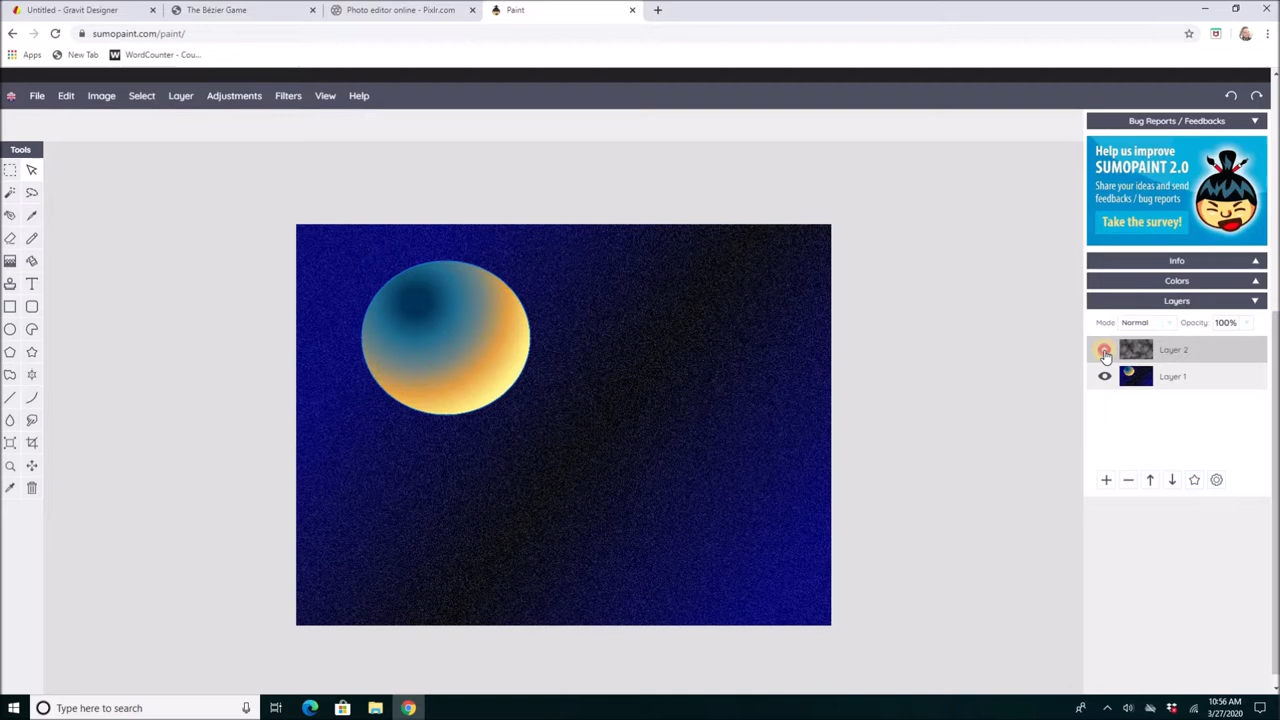 Untitled - Gravit Designer
The Bézier Game
Photo editor online - Pixlr.com
Paint
sumopaint.com/paint/
Apps
New Tab
WordCounter - Cou...
File
Edit
Image
Select
Layer
Adjustments
Filters
View
Help
Bug Reports / Feedbacks
Tools
Help us improve
SUMOPAINT 2.0
Share your ideas and send
feedbacks / bug reports
Take the survey!
Info
Colors
Layers
Mode
Normal
Opacity:
100%
Layer 2
Layer 1
Type here to search
10:56 AM
3/27/2020